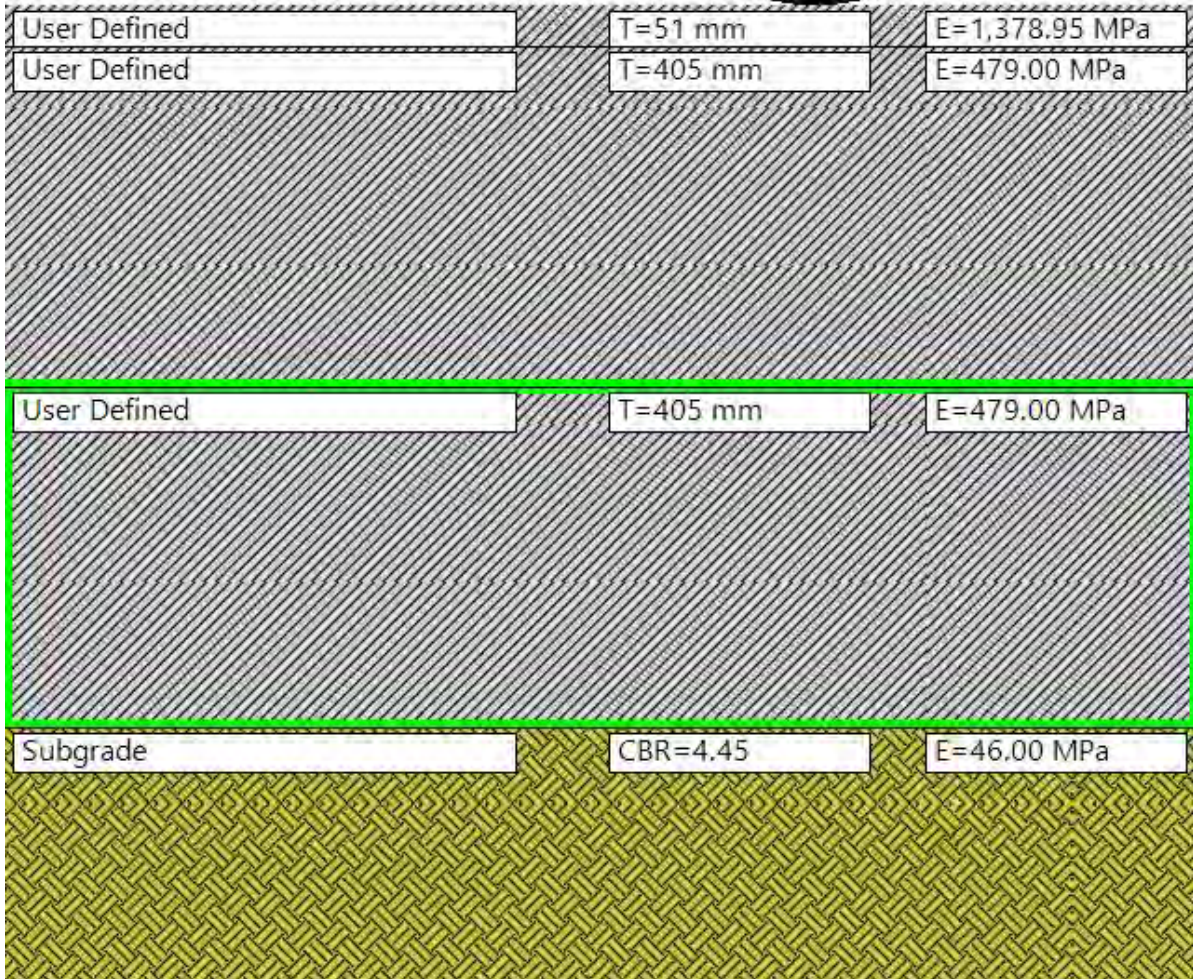 User Defined T=51 mm E=1,378.95 MPa
User Defined T=405 mm E=479.00 MPa
User Defined T=405 mm E=479.00 MPa
Subgrade CBR=4.45 E=46.00 MPa